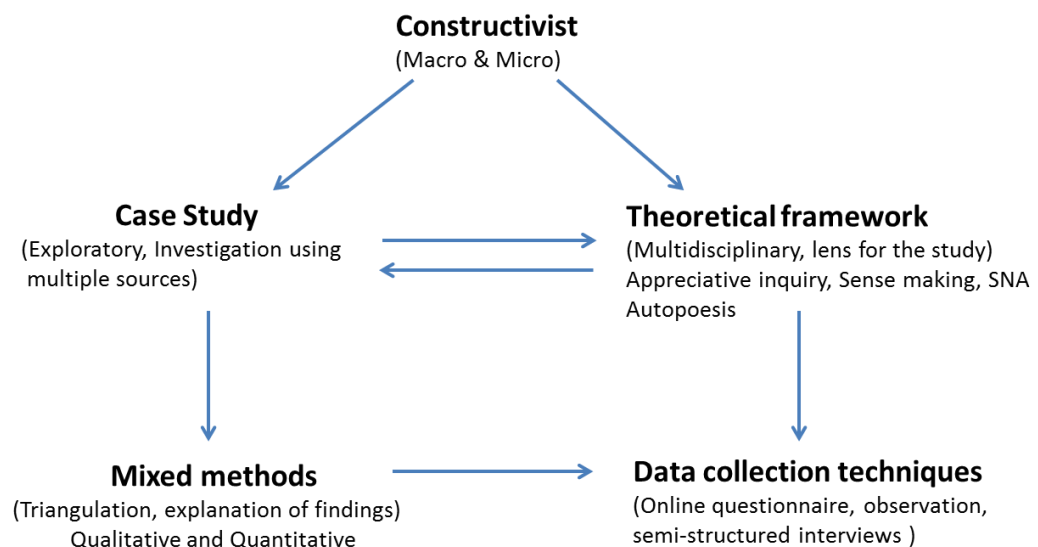 Constructivist
(Macro & Micro)
Case Study
(Exploratory, Investigation using
multiple sources)
Theoretical framework
(Multidisciplinary, lens for the study)
Appreciative inquiry, Sense making, SNA
Autopoesis
Mixed methods
(Triangulation, explanation of findings)
Qualitative and Quantitative
Data collection techniques
(Online questionnaire, observation,
semi-structured interviews )